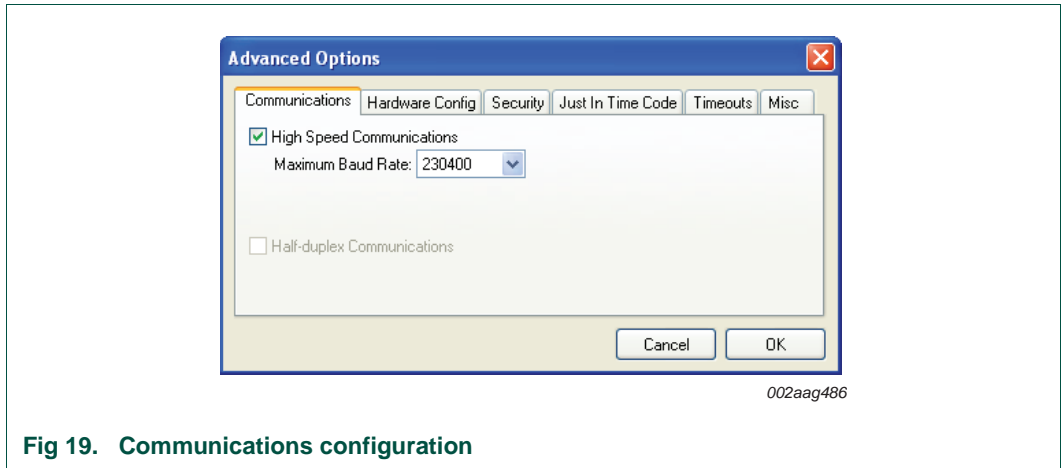 Advanced Options
Communications Hardware Config Security Just In Time Code Timeouts Misc
High Speed Communications
Maximum Baud Rate: 230400
Half-duplex Communications
Cancel OK
002aag486
Fig 19. Communications configuration